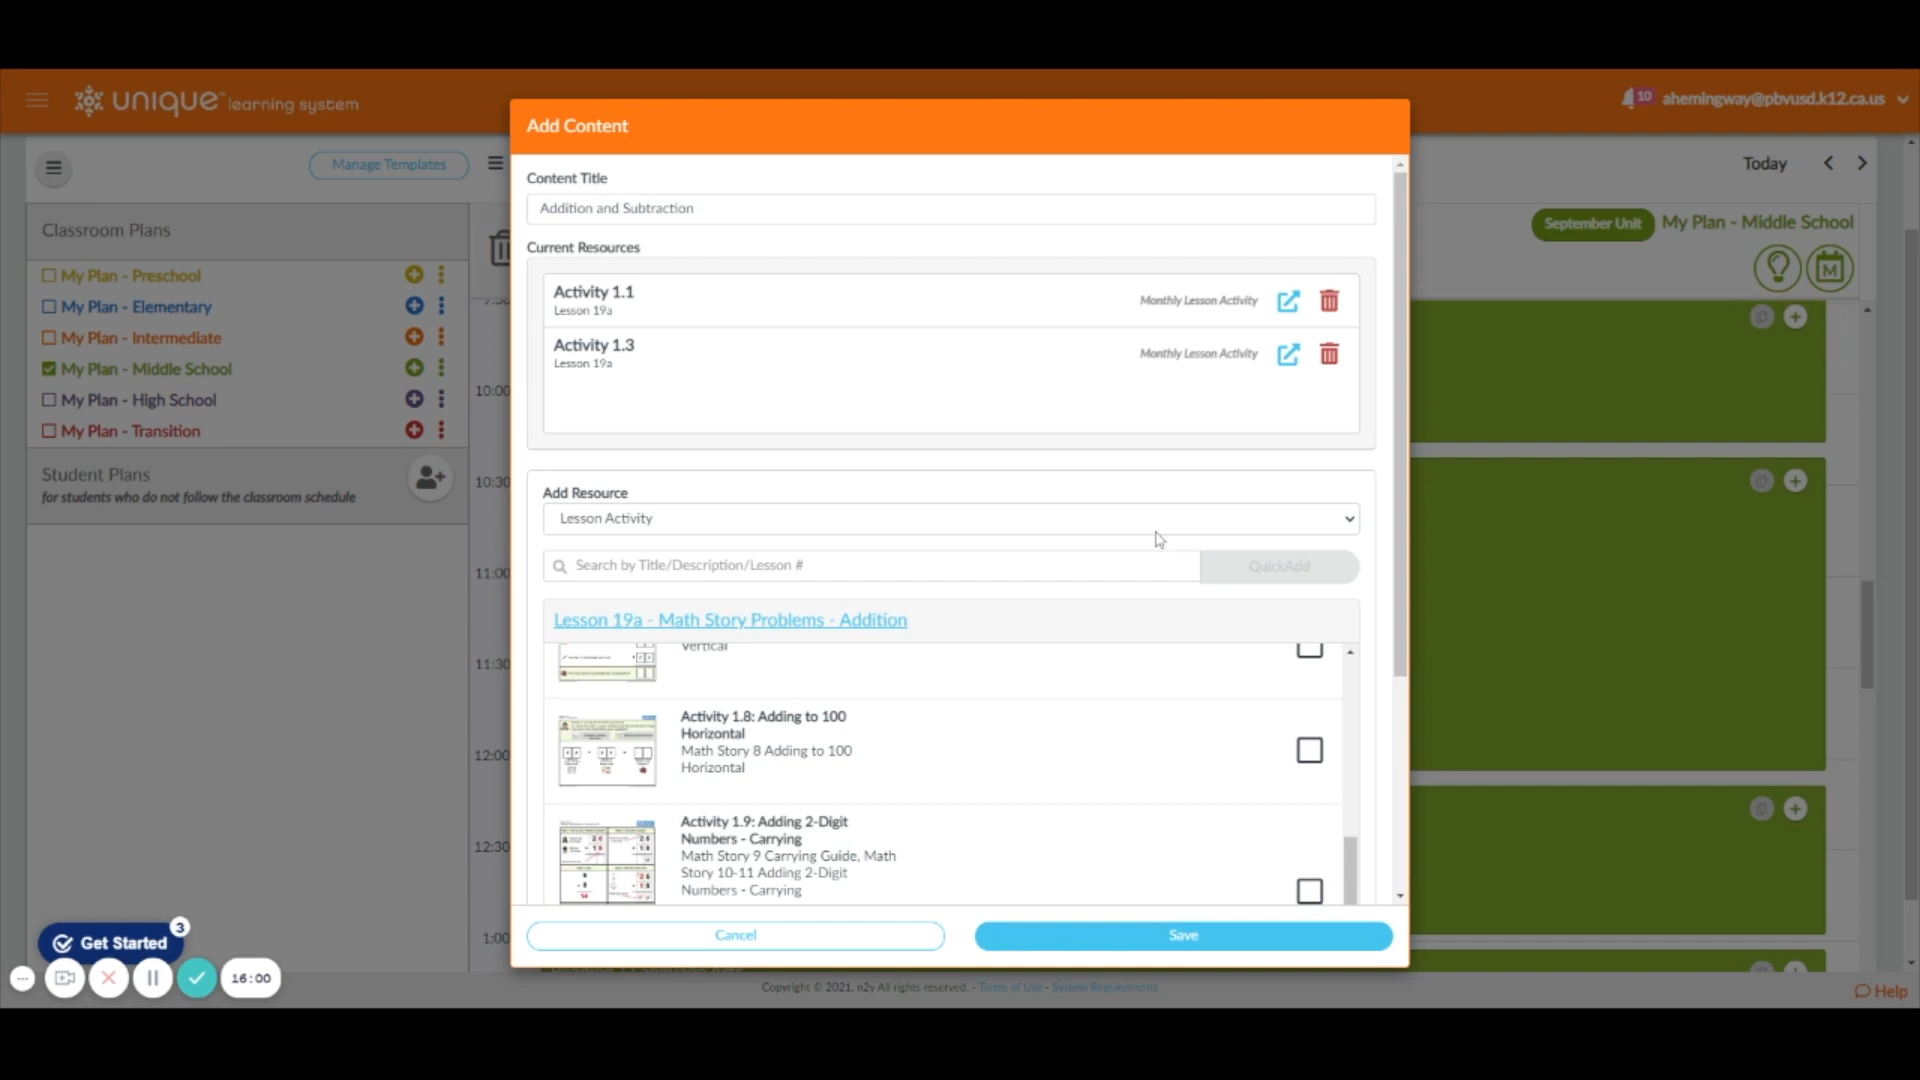 unique learning system
10
ahemingway@pbvusd.k12.ca.us
Manage Templates
Add Content
Today
Classroom Plans
My Plan - Preschool
My Plan - Elementary
My Plan - Intermediate
My Plan - Middle School
My Plan - High School
My Plan - Transition
Student Plans
for students who do not follow the classroom schedule
September Unit
My Plan - Middle School
M
10:00
10:30
11:00
11:30
12:00
12:30
1:00
Content Title
Addition and Subtraction
Current Resources
Activity 1.1
Lesson 19a
Monthly Lesson Activity
Activity 1.3
Lesson 19a
Monthly Lesson Activity
Add Resource
Lesson Activity
Search by Title/Description/Lesson #
QuickAdd
Lesson 19a - Math Story Problems - Addition
Vertical
Activity 1.8: Adding to 100
Horizontal
Math Story 8 Adding to 100
Horizontal
Activity 1.9: Adding 2-Digit
Numbers - Carrying
Math Story 9 Carrying Guide, Math
Story 10-11 Adding 2-Digit
Numbers - Carrying
Cancel
Save
Get Started
3
16:00
Copyright © 2021. n2y All rights reserved. - Terms of Use - System Requirements
Help